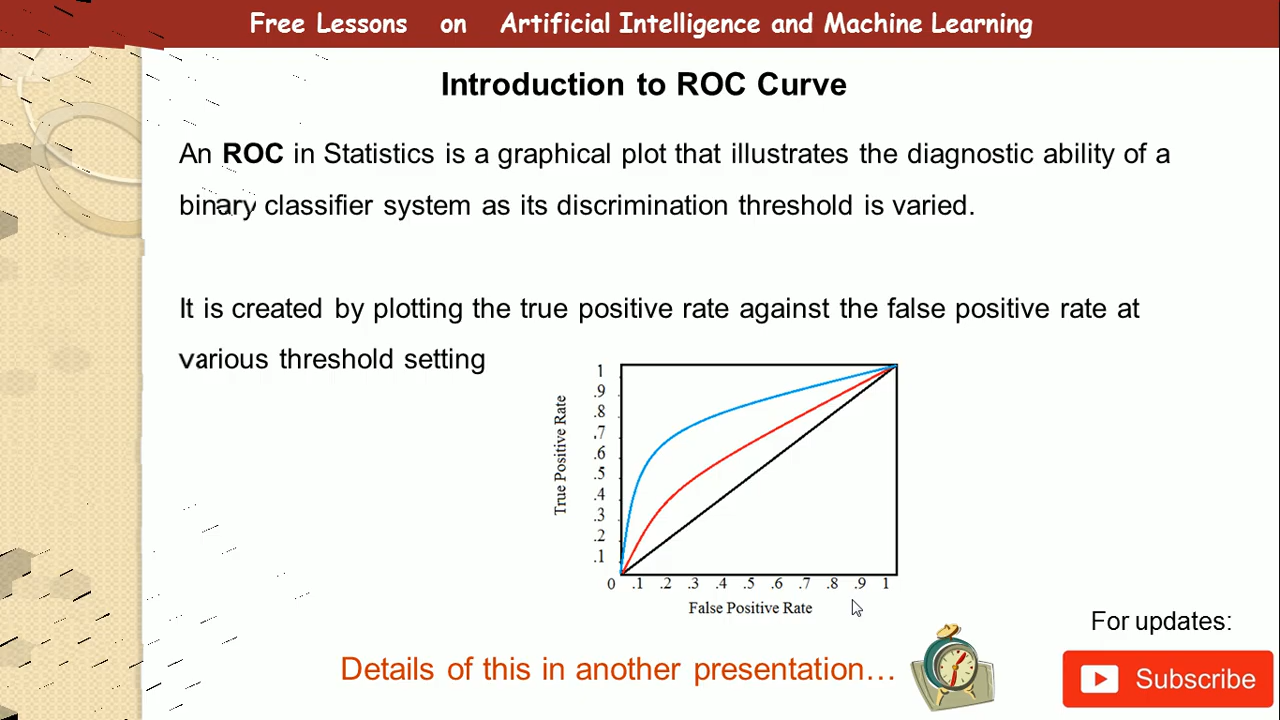 Free Lessons on Artificial Intelligence and Machine Learning
Introduction to ROC Curve
An ROC in Statistics is a graphical plot that illustrates the diagnostic ability of a
binary classifier system as its discrimination threshold is varied.
It is created by plotting the true positive rate against the false positive rate at
various threshold setting
True Positive Rate
1
.9
.8
.7
.6
.5
.4
.3
.2
.1
0 .1 .2 .3 .4 .5 .6 .7 .8 .9 1
False Positive Rate
For updates:
Details of this in another presentation…
Subscribe